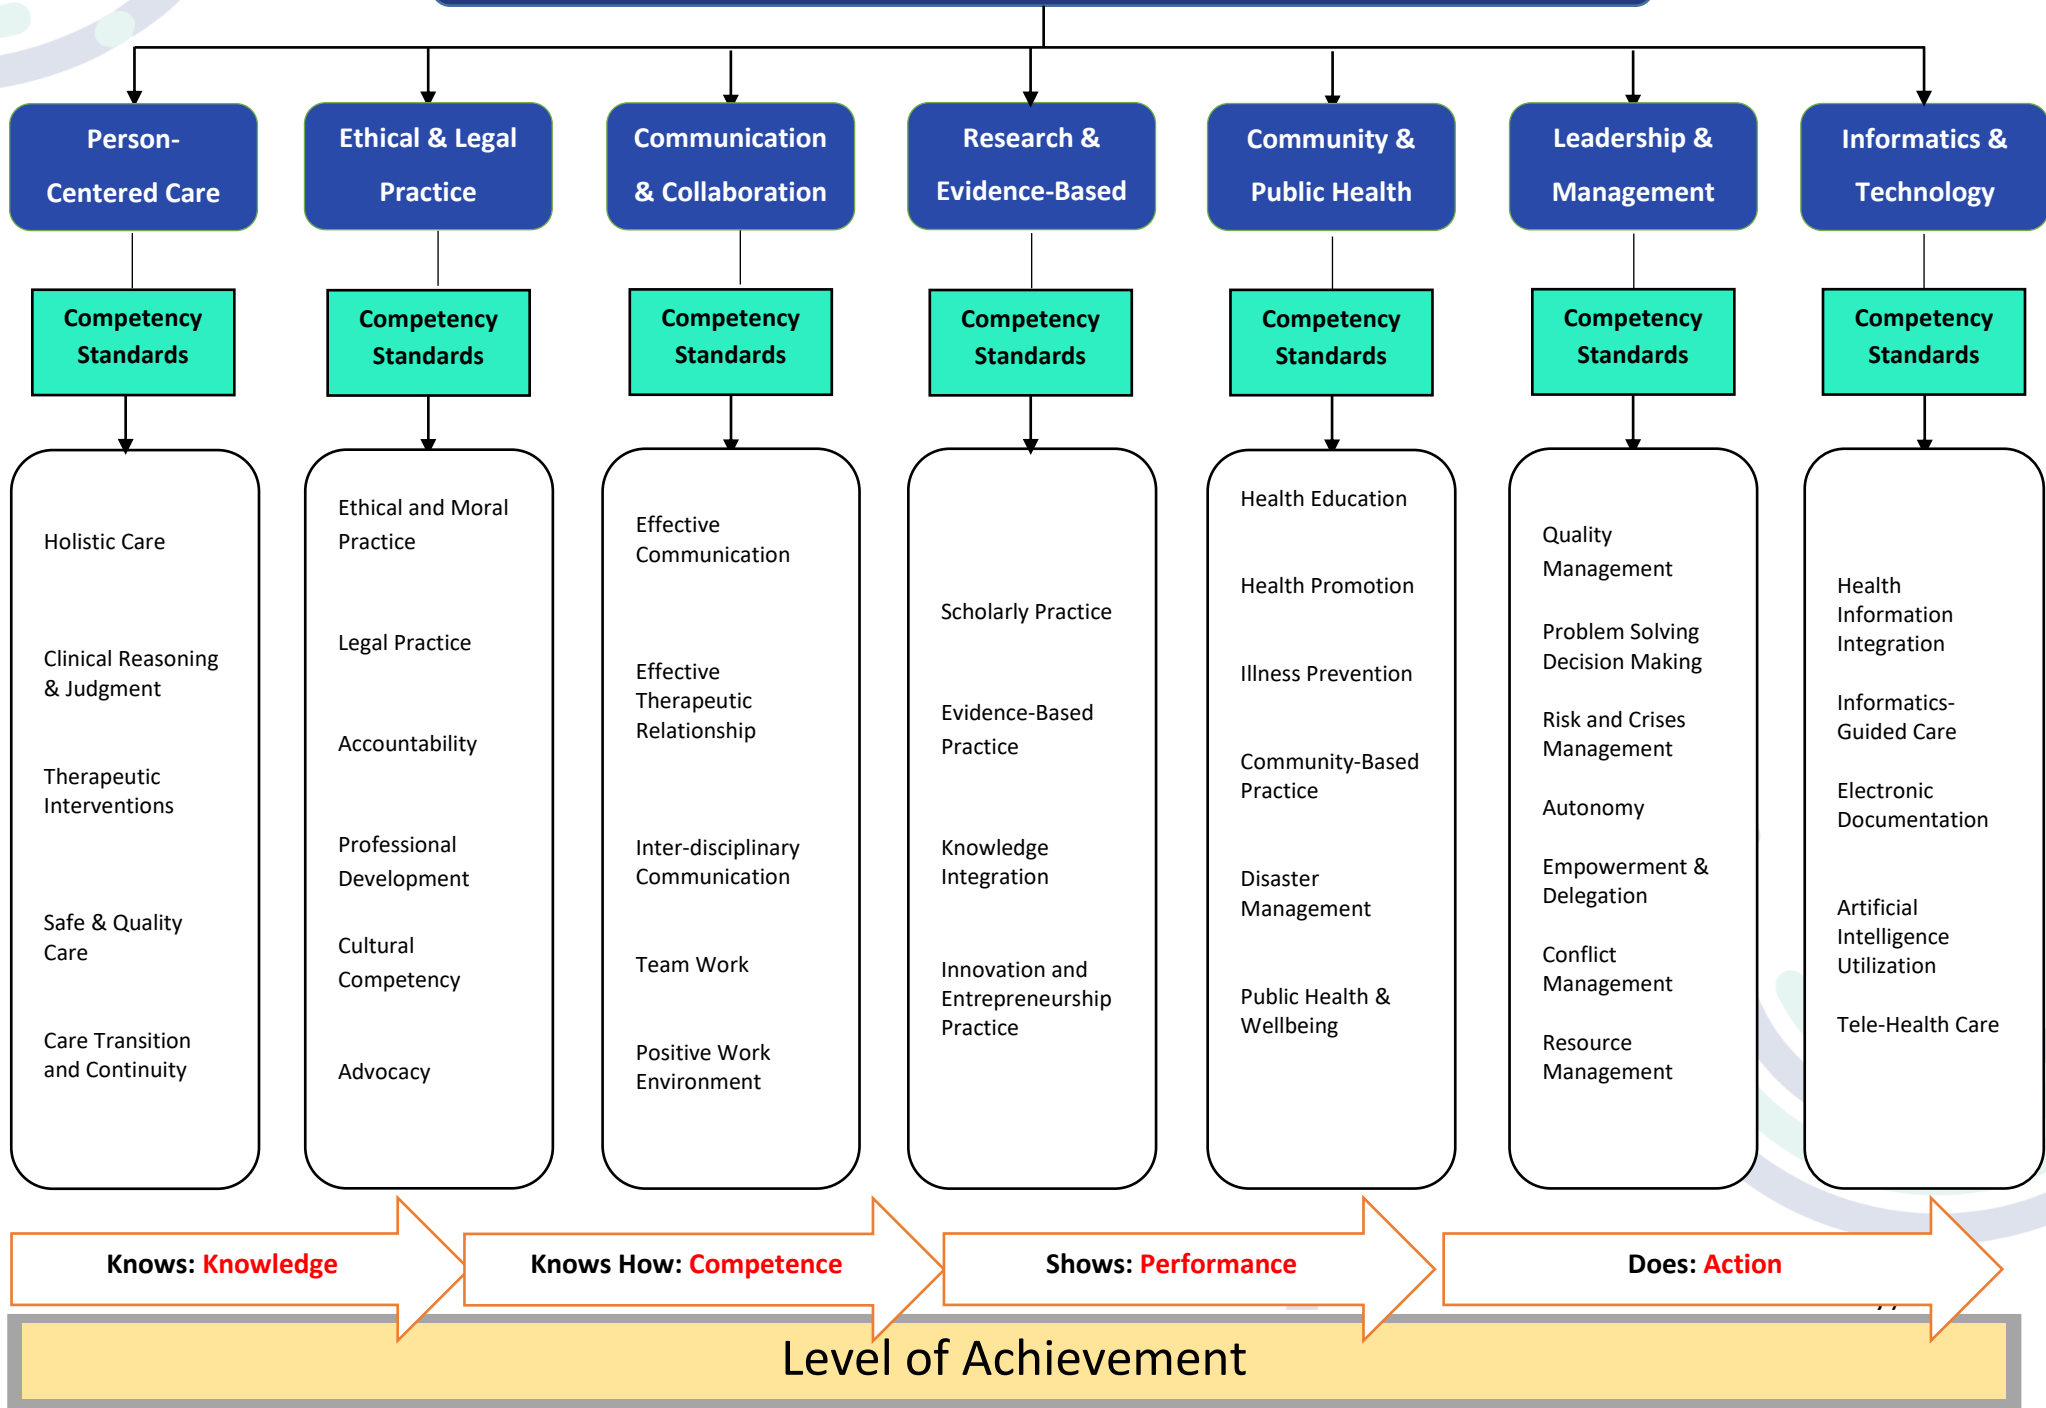 Person-
Centered Care
Ethical & Legal
Practice
Communication
& Collaboration
Research &
Evidence-Based
Community &
Public Health
Leadership &
Management
Informatics &
Technology
Competency
Standards
Competency
Standards
Competency
Standards
Competency
Standards
Competency
Standards
Competency
Standards
Competency
Standards
Holistic Care
Clinical Reasoning
& Judgment
Therapeutic
Interventions
Safe & Quality
Care
Care Transition
and Continuity
Ethical and Moral
Practice
Legal Practice
Accountability
Professional
Development
Cultural
Competency
Advocacy
Effective
Communication
Effective
Therapeutic
Relationship
Inter-disciplinary
Communication
Team Work
Positive Work
Environment
Scholarly Practice
Evidence-Based
Practice
Knowledge
Integration
Innovation and
Entrepreneurship
Practice
Health Education
Health Promotion
Illness Prevention
Community-Based
Practice
Disaster
Management
Public Health &
Wellbeing
Quality
Management
Problem Solving
Decision Making
Risk and Crises
Management
Autonomy
Empowerment &
Delegation
Conflict
Management
Resource
Management
Health
Information
Integration
Informatics-
Guided Care
Electronic
Documentation
Artificial
Intelligence
Utilization
Tele-Health Care
Knows: Knowledge
Knows How: Competence
Shows: Performance
Does: Action
Level of Achievement